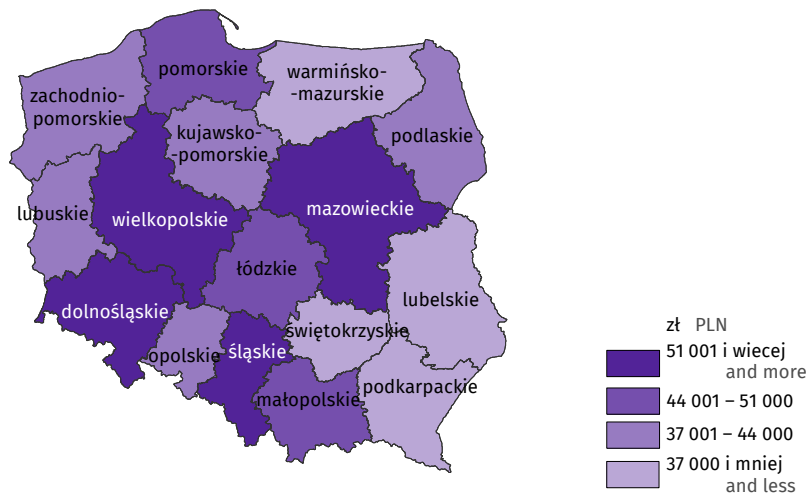 pomorskie
warmińsko-
-mazurskie
zachodnio-
pomorskie
kujawsko-
-pomorskie
podlaskie
lubuskie
wielkopolskie
mazowieckie
łódzkie
dolnośląskie
lubelskie
opolskie
śląskie
świętokrzyskie
małopolskie
podkarpackie
zł PLN
51 001 i wiecej
and more
44 001 – 51 000
37 001 – 44 000
37 000 i mniej
and less